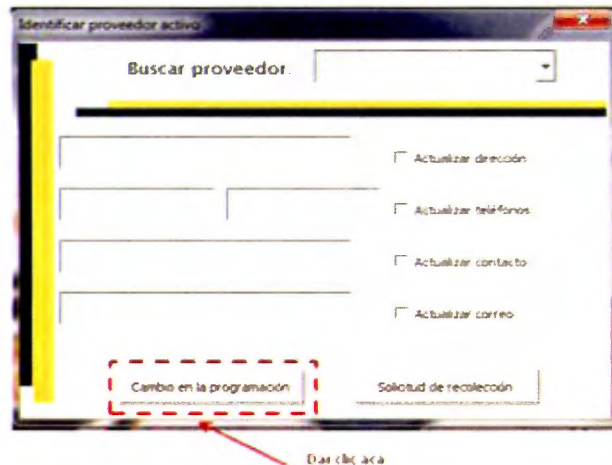 Identificar proveedor activo
Buscar proveedor.
Actualizar dirección
Actualizar teléfonos
Actualizar contacto
Actualizar correo
Cambio en la programación
Solicitud de recolección
Dar clic acá